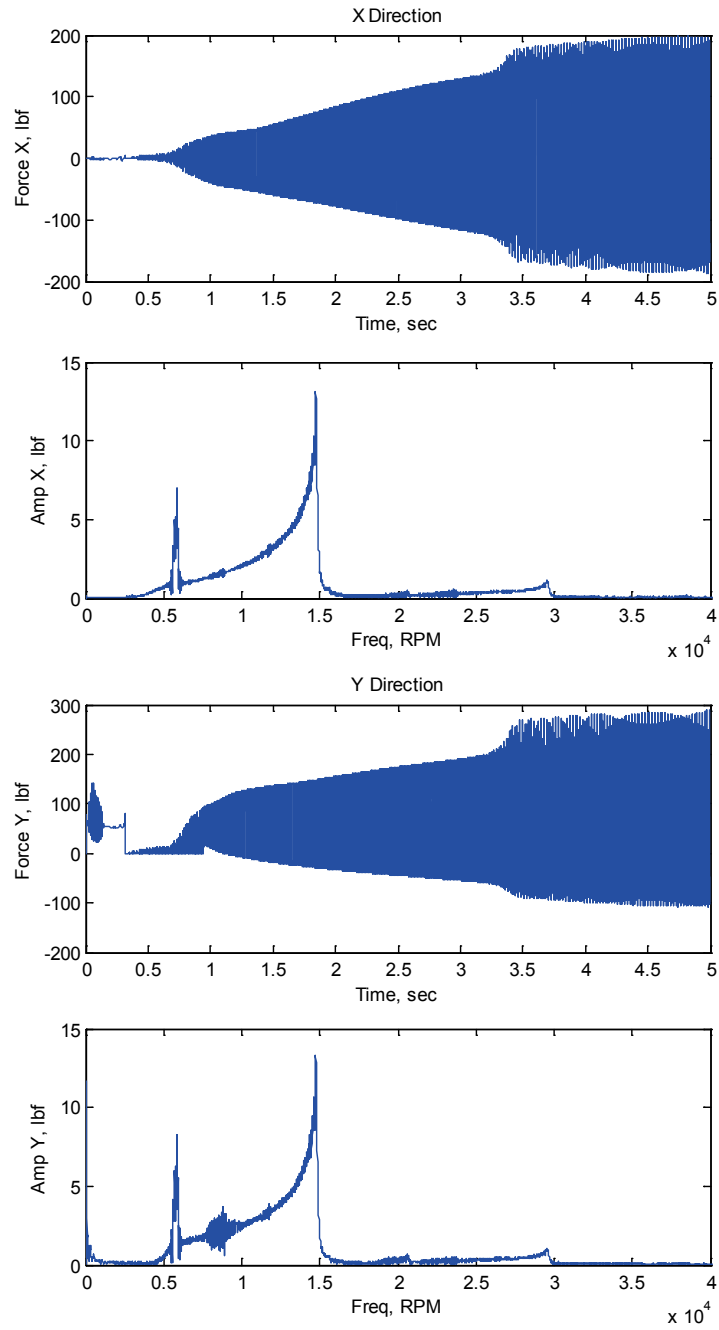 X Direction
200
100
0
-100
-200
Force X, lbf
0 0.5 1 1.5 2 2.5 3 3.5 4 4.5 5
Time, sec
15
10
5
0
Amp X, lbf
0 0.5 1 1.5 2 2.5 3 3.5 4
Freq, RPM
x 10^4
Y Direction
300
200
100
0
-100
-200
Force Y, lbf
0 0.5 1 1.5 2 2.5 3 3.5 4 4.5 5
Time, sec
15
10
5
0
Amp Y, lbf
0 0.5 1 1.5 2 2.5 3 3.5 4
Freq, RPM
x 10^4